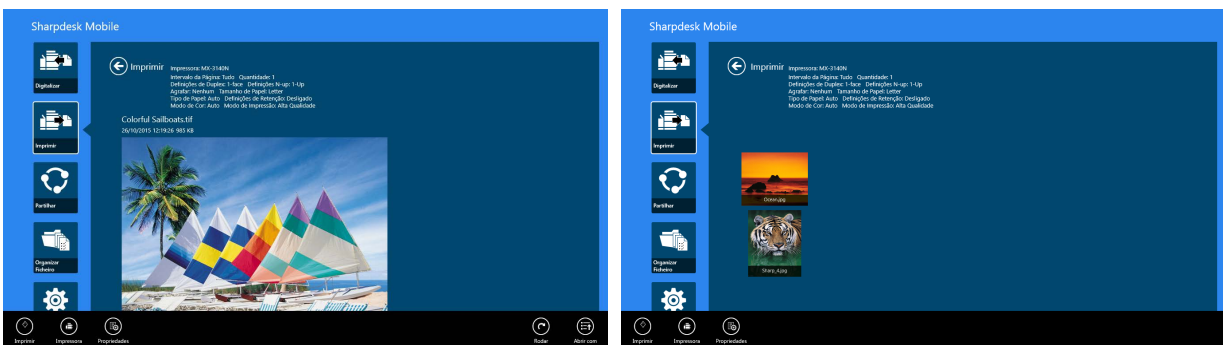 Sharpdesk Mobile
Digitalizar
Imprimir
Partilhar
Organizar
Ficheiro
Imprimir Impressora: MX-3140N
Intervalo da Página: Tudo Quantidade: 1
Definições de Duplex: 1-face Definições N-up: 1-Up
Agrafar: Nenhum Tamanho de Papel: Letter
Tipo de Papel: Auto Definições de Retenção: Desligado
Modo de Cor: Auto Modo de Impressão: Alta Qualidade
Colorful Sailboats.tif
26/10/2015 12:19:26 985 KB
Imprimir Impressora Propriedades Rodar Abrir com
Sharpdesk Mobile
Digitalizar
Imprimir
Partilhar
Organizar
Ficheiro
Imprimir Impressora: MX-3140N
Intervalo da Página: Tudo Quantidade: 1
Definições de Duplex: 1-face Definições N-up: 1-Up
Agrafar: Nenhum Tamanho de Papel: Letter
Tipo de Papel: Auto Definições de Retenção: Desligado
Modo de Cor: Auto Modo de Impressão: Alta Qualidade
Ocean.jpg
Sharp_4.jpg
Imprimir Impressora Propriedades